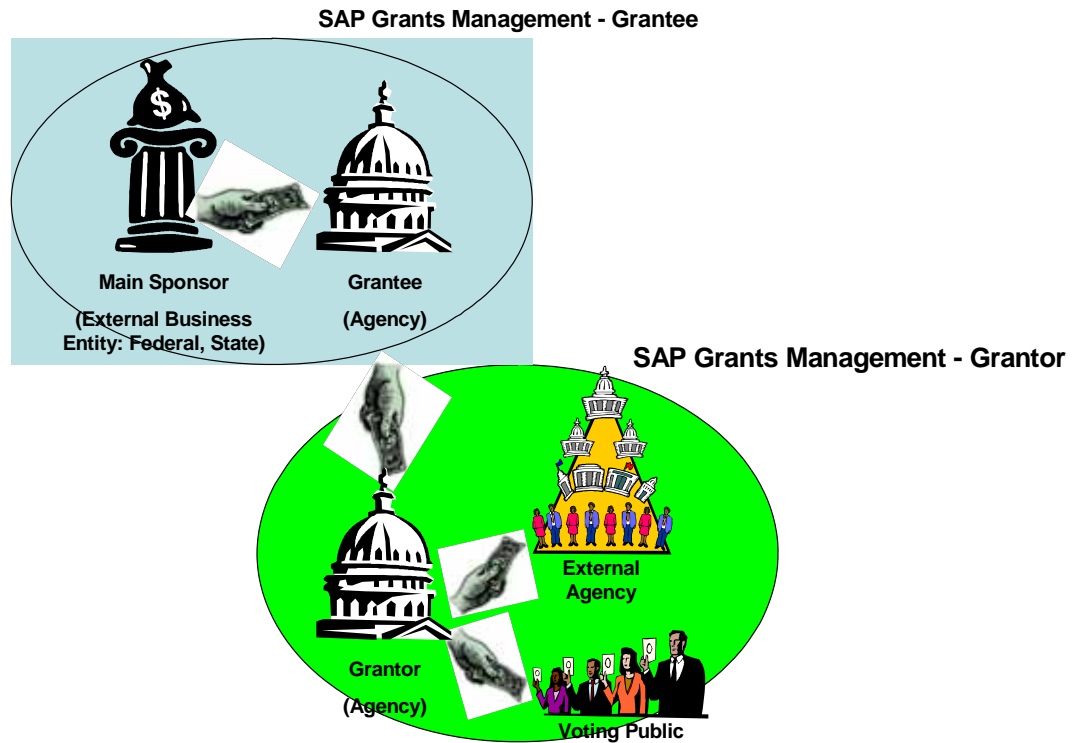 SAP Grants Management - Grantee
$
Main Sponsor
(External Business
Entity: Federal, State)
Grantee
(Agency)
SAP Grants Management - Grantor
External
Agency
Grantor
(Agency)
Voting Public